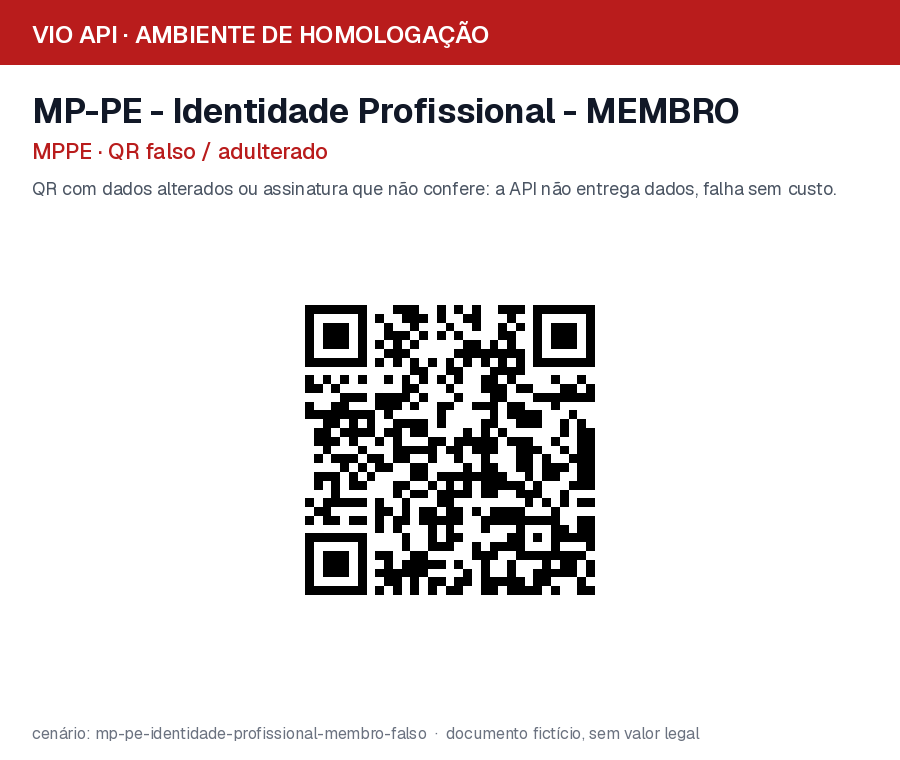 VIO API · AMBIENTE DE HOMOLOGAÇÃO
MP-PE - Identidade Profissional - MEMBRO
MPPE · QR falso / adulterado
QR com dados alterados ou assinatura que não confere: a API não entrega dados, falha sem custo.
cenário: mp-pe-identidade-profissional-membro-falso · documento fictício, sem valor legal